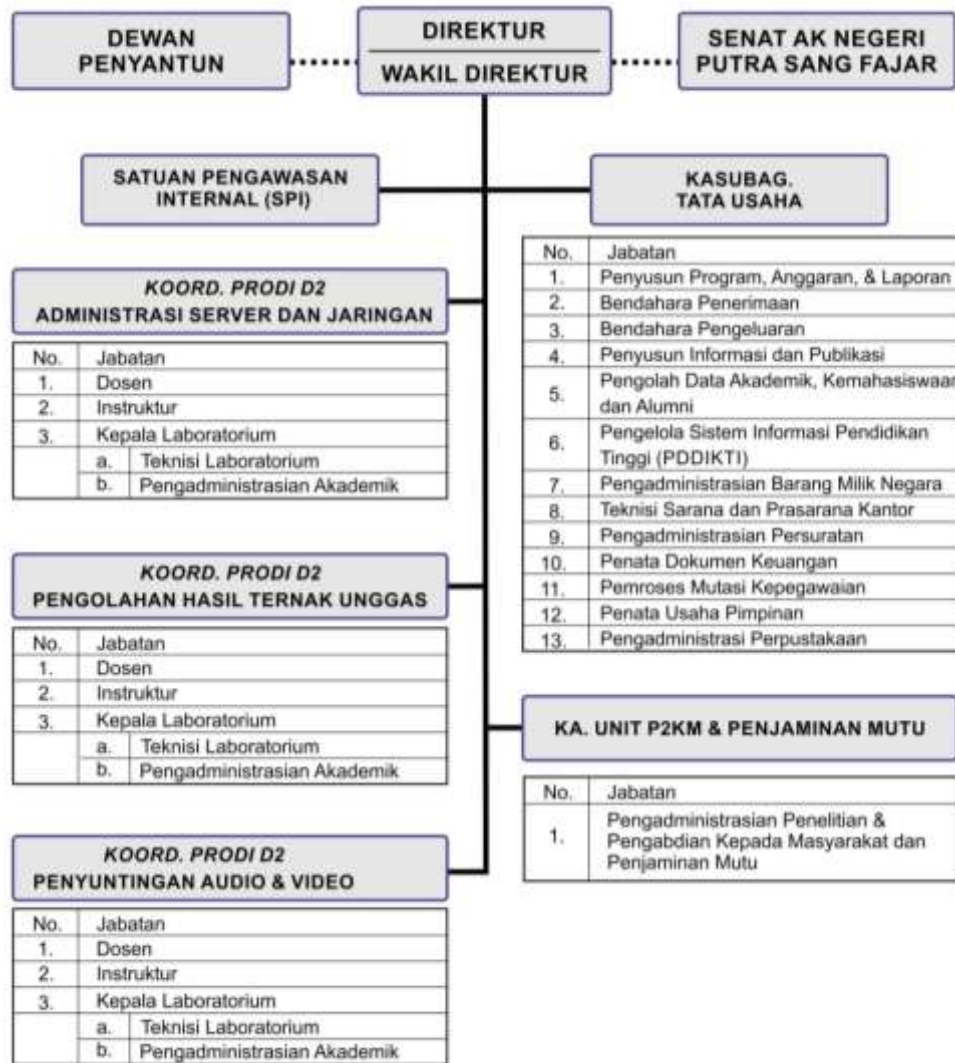 DEWAN
PENYANTUN
DIREKTUR
WAKIL DIREKTUR
SENAT AK NEGERI
PUTRA SANG FAJAR
SATUAN PENGAWASAN
INTERNAL (SPI)
KASUBAG.
TATA USAHA
KOORD. PRODI D2
ADMINISTRASI SERVER DAN JARINGAN
No. Jabatan
1. Dosen
2. Instruktur
3. Kepala Laboratorium
a. Teknisi Laboratorium
b. Pengadministrasian Akademik
No. Jabatan
1. Penyusun Program, Anggaran, & Laporan
2. Bendahara Penerimaan
3. Bendahara Pengeluaran
4. Penyusun Informasi dan Publikasi
5. Pengolah Data Akademik, Kemahasiswaan
dan Alumni
6. Pengelola Sistem Informasi Pendidikan
Tinggi (PDDIKTI)
7. Pengadministrasian Barang Milik Negara
8. Teknisi Sarana dan Prasarana Kantor
9. Pengadministrasian Persuratan
10. Penata Dokumen Keuangan
11. Pemroses Mutasi Kepegawaian
12. Penata Usaha Pimpinan
13. Pengadministrasi Perpustakaan
KOORD. PRODI D2
PENGOLAHAN HASIL TERNAK UNGGAS
No. Jabatan
1. Dosen
2. Instruktur
3. Kepala Laboratorium
a. Teknisi Laboratorium
b. Pengadministrasian Akademik
KA. UNIT P2KM & PENJAMINAN MUTU
No. Jabatan
1. Pengadministrasian Penelitian &
Pengabdian Kepada Masyarakat dan
Penjaminan Mutu
KOORD. PRODI D2
PENYUNTINGAN AUDIO & VIDEO
No. Jabatan
1. Dosen
2. Instruktur
3. Kepala Laboratorium
a. Teknisi Laboratorium
b. Pengadministrasian Akademik